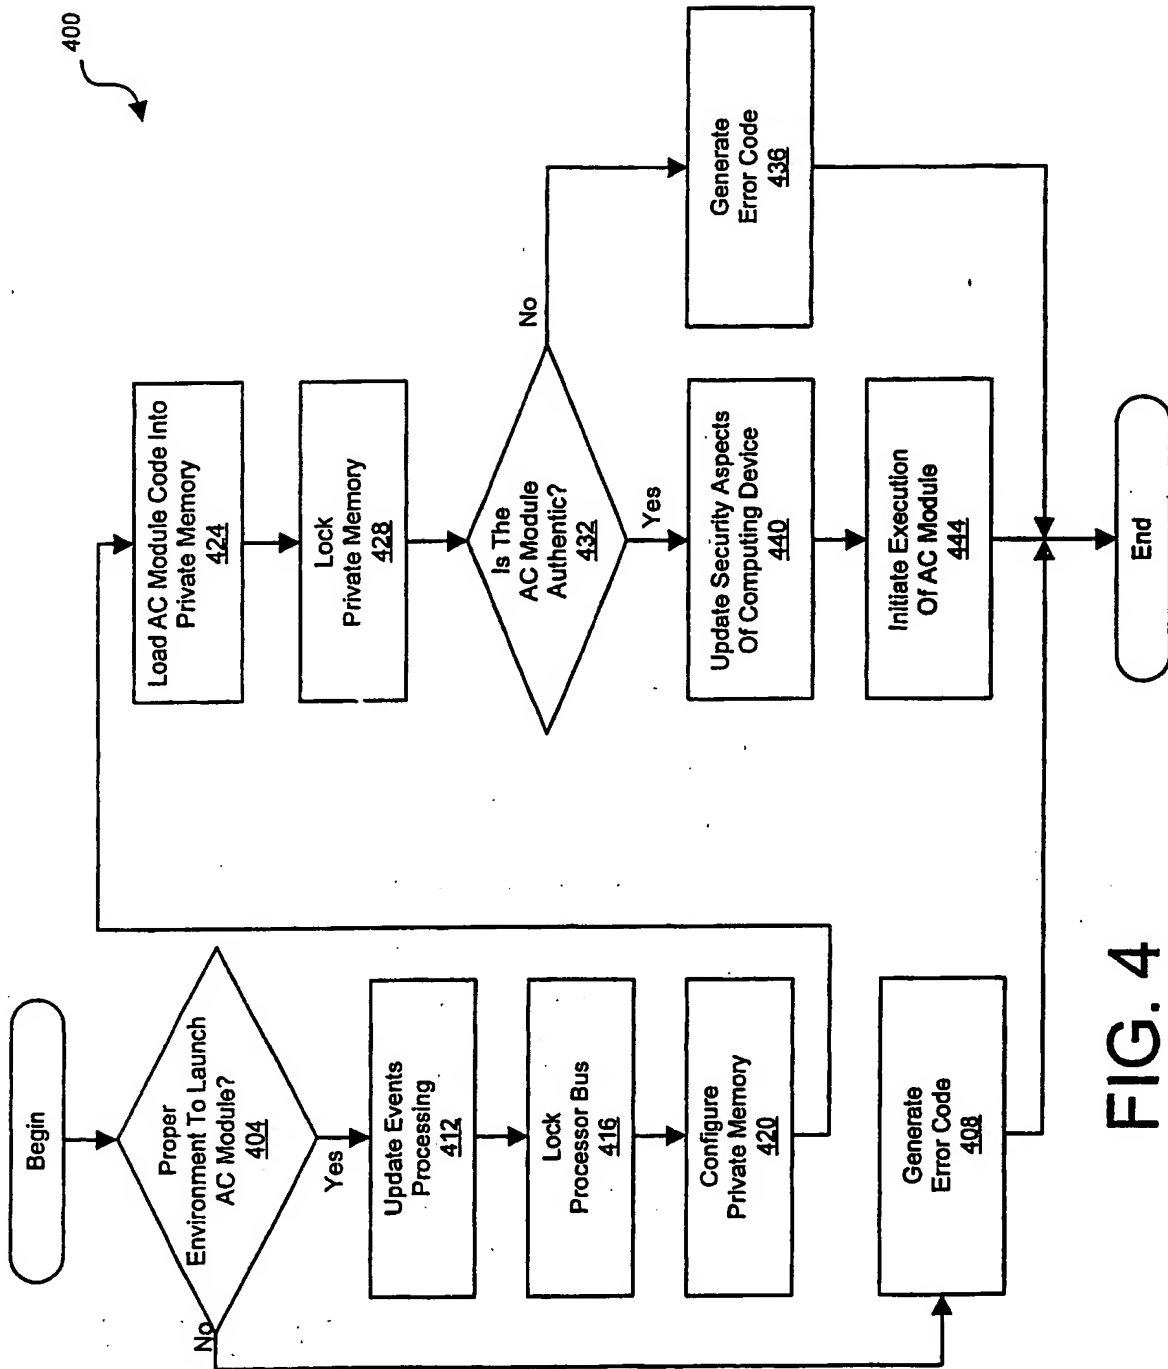 400
Begin
Proper
Environment To Launch
AC Module?
404
No
Yes
Update Events
Processing
412
Lock
Processor Bus
416
Configure
Private Memory
420
Generate
Error Code
408
Load AC Module Code Into
Private Memory
424
Lock
Private Memory
428
Is The
AC Module
Authentic?
432
No
Yes
Generate
Error Code
436
Update Security Aspects
Of Computing Device
440
Initiate Execution
Of AC Module
444
End
FIG. 4